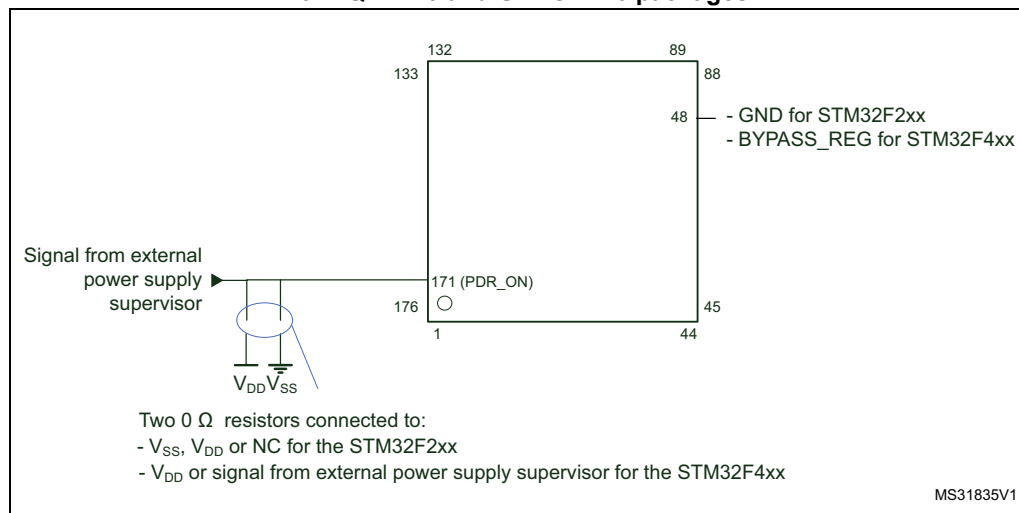 132
89
133
88
48
- GND for STM32F2xx
- BYPASS_REG for STM32F4xx
Signal from external
power supply
supervisor
171 (PDR_ON)
176
45
1
44
VDD VSS
Two 0 Ω resistors connected to:
- VSS, VDD or NC for the STM32F2xx
- VDD or signal from external power supply supervisor for the STM32F4xx
MS31835V1